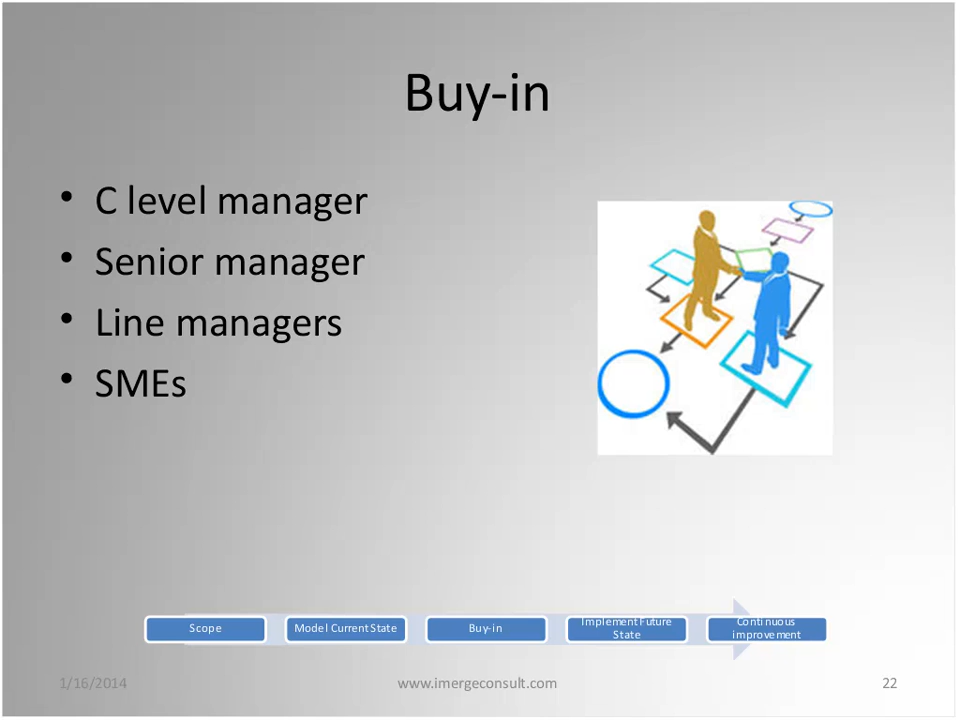 Buy-in
• C level manager
• Senior manager
• Line managers
• SMEs
Scope
Model Current State
Buy-in
Implement Future
State
Continuous
improvement
1/16/2014
www.imergeconsult.com
22